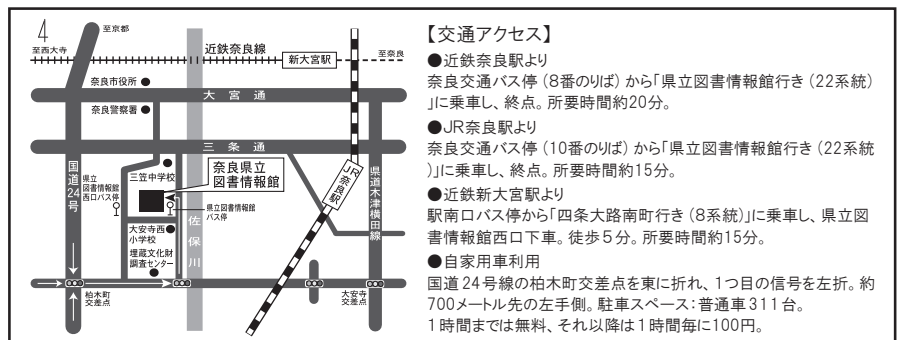 4
至京都
至西大寺
近鉄奈良線
新大宮駅
至奈良
奈良市役所
大宮通
奈良警察署
三条通
国道24号
三笠中学校
奈良県立
図書情報館
県立
図書情報館
西口バス停
県立図書情報館
バス停
JR奈良駅
県道木津横田線
大安寺西
小学校
佐保川
埋蔵文化財
調査センター
柏木町
交差点
大安寺
交差点
【交通アクセス】
●近鉄奈良駅より
奈良交通バス停（8番のりば）から「県立図書情報館行き（22系統）
」に乗車し、終点。所要時間約20分。
●JR奈良駅より
奈良交通バス停（10番のりば）から「県立図書情報館行き（22系統
）」に乗車し、終点。所要時間約15分。
●近鉄新大宮駅より
駅南口バス停から「四条大路南町行き（8系統）」に乗車し、県立図
書情報館西口下車。徒歩５分。所要時間約15分。
●自家用車利用
国道２４号線の柏木町交差点を東に折れ、１つ目の信号を左折。約
700メートル先の左手側。駐車スペース：普通車３１１台。
１時間までは無料、それ以降は１時間毎に100円。